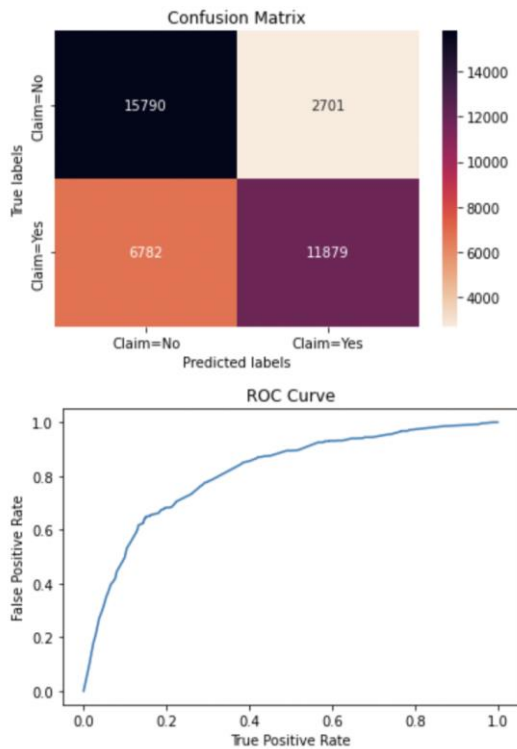 Confusion Matrix
Claim=No
15790
2701
14000
12000
10000
8000
6000
4000
True labels
Claim=Yes
6782
11879
Claim=No
Claim=Yes
Predicted labels
ROC Curve
1.0
0.8
0.6
0.4
0.2
0.0
False Positive Rate
0.0 0.2 0.4 0.6 0.8 1.0
True Positive Rate